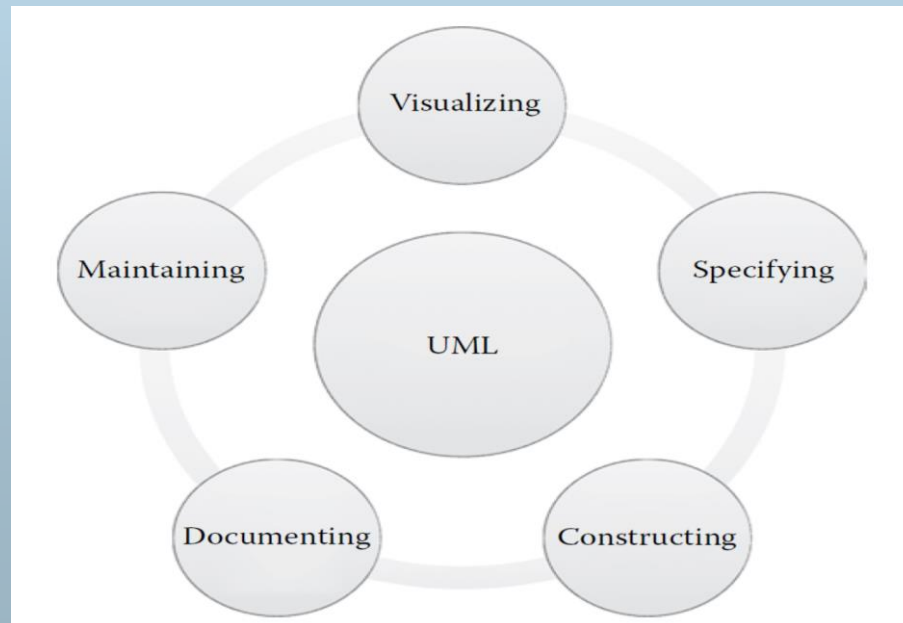 Visualizing
Maintaining
Specifying
UML
Documenting
Constructing